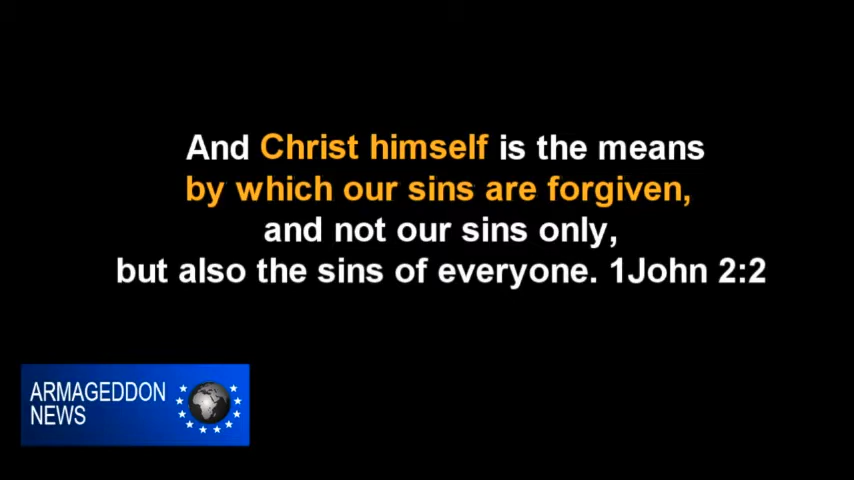 And Christ himself is the means
by which our sins are forgiven,
and not our sins only,
but also the sins of everyone. 1John 2:2
ARMAGEDDON
NEWS